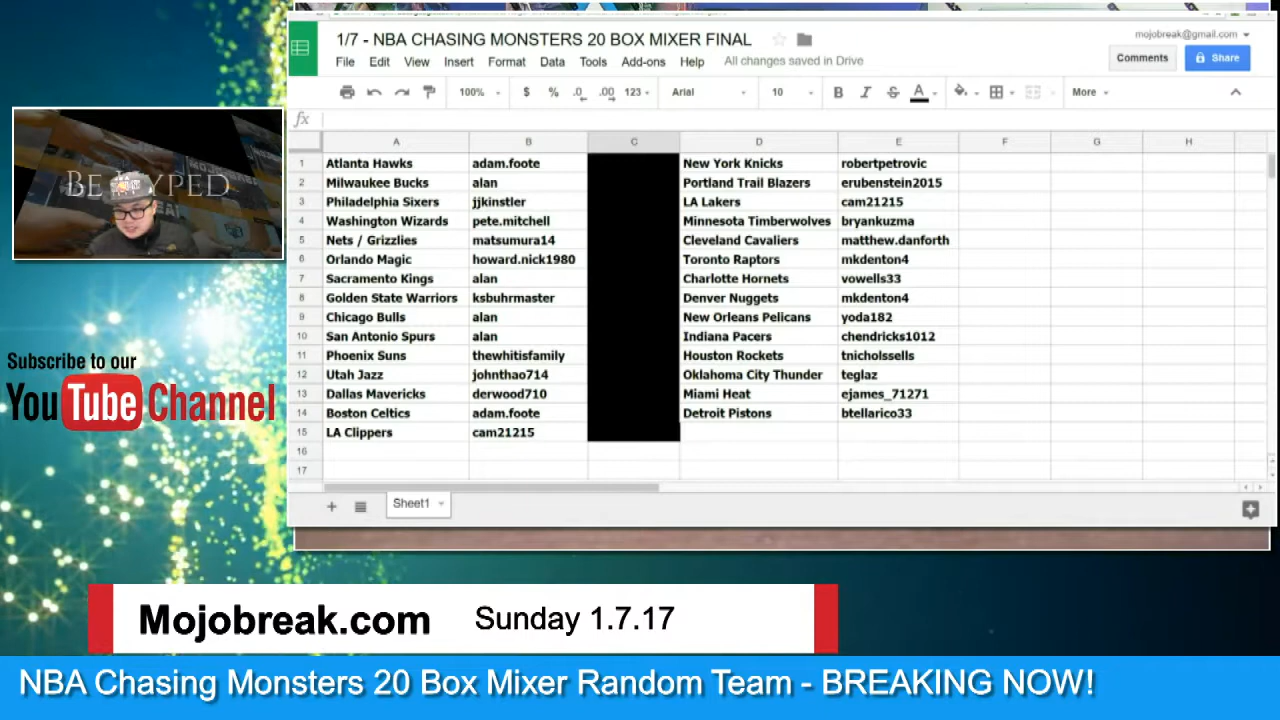 1/7 - NBA CHASING MONSTERS 20 BOX MIXER FINAL
mojobreak@gmail.com
File Edit View Insert Format Data Tools Add-ons Help All changes saved in Drive
Comments
Share
100% $ % .0 .00 123 Arial 10 B I S A More
fx
A B C D E F G H
1 Atlanta Hawks adam.foote New York Knicks robertpetrovic
2 Milwaukee Bucks alan Portland Trail Blazers erubenstein2015
3 Philadelphia Sixers jjkinstler LA Lakers cam21215
4 Washington Wizards pete.mitchell Minnesota Timberwolves bryankuzma
5 Nets / Grizzlies matsumura14 Cleveland Cavaliers matthew.danforth
6 Orlando Magic howard.nick1980 Toronto Raptors mkdenton4
7 Sacramento Kings alan Charlotte Hornets vowells33
8 Golden State Warriors ksbuhrmaster Denver Nuggets mkdenton4
9 Chicago Bulls alan New Orleans Pelicans yoda182
10 San Antonio Spurs alan Indiana Pacers chendricks1012
11 Phoenix Suns thewhitisfamily Houston Rockets tnicholssells
12 Utah Jazz johnthao714 Oklahoma City Thunder teglaz
13 Dallas Mavericks derwood710 Miami Heat ejames_71271
14 Boston Celtics adam.foote Detroit Pistons btellarico33
15 LA Clippers cam21215
16
17
+ Sheet1
Subscribe to our
YouTube Channel
Mojobreak.com Sunday 1.7.17
NBA Chasing Monsters 20 Box Mixer Random Team - BREAKING NOW!